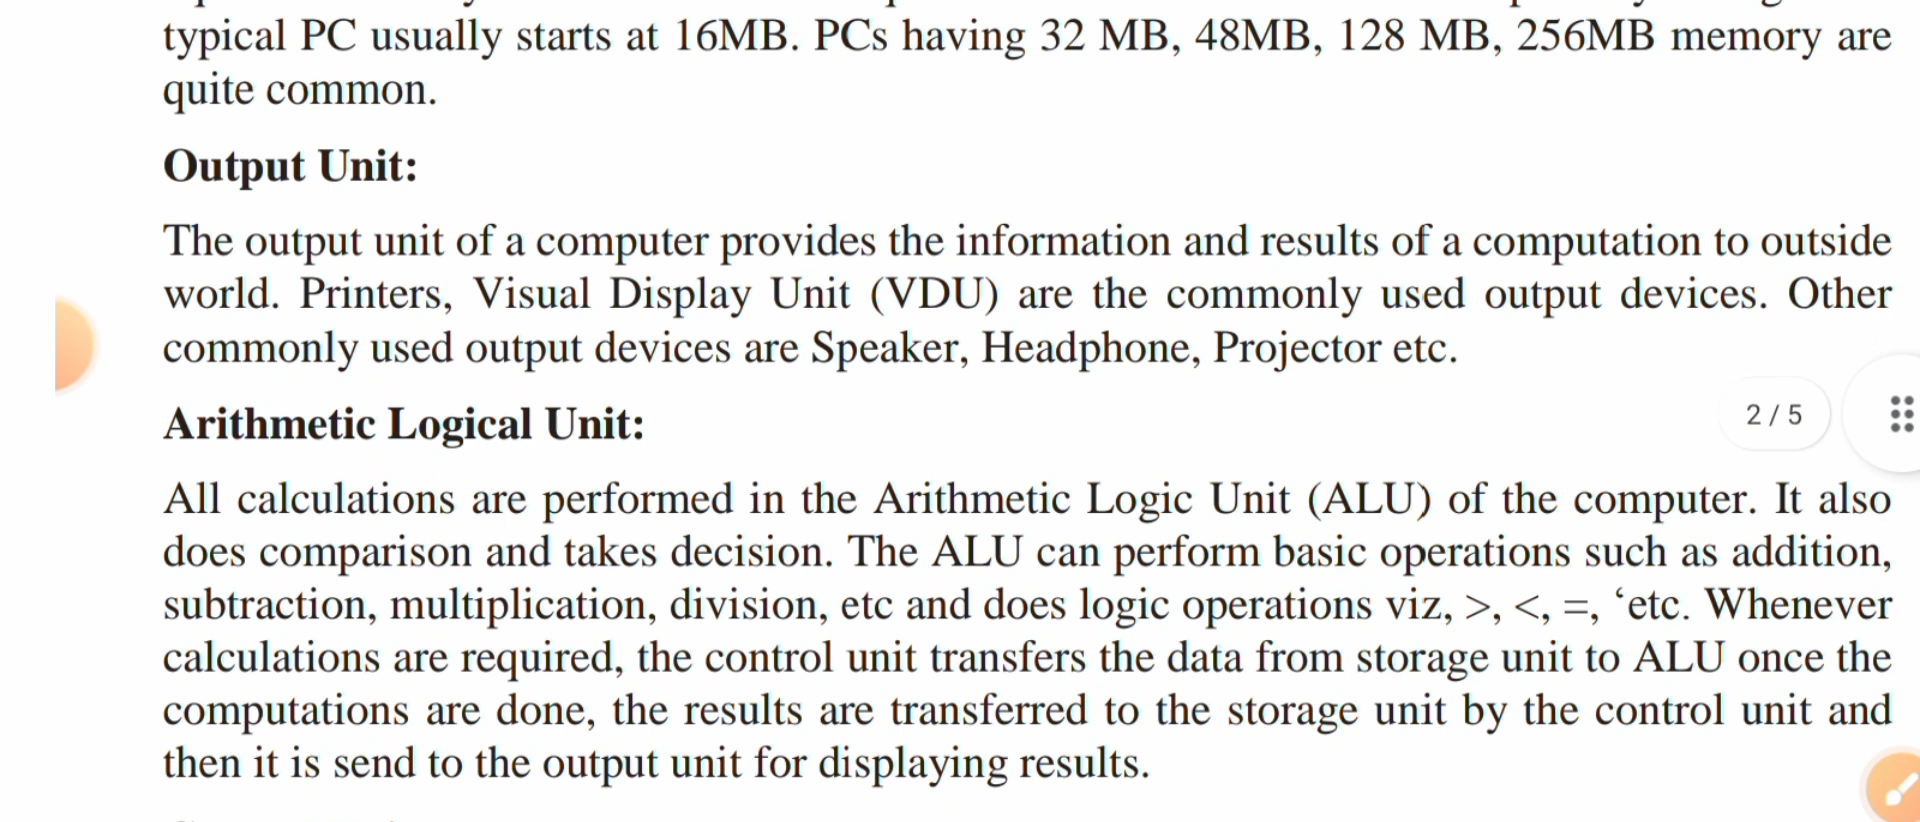 typical PC usually starts at 16MB. PCs having 32 MB, 48MB, 128 MB, 256MB memory are
quite common.
Output Unit:
The output unit of a computer provides the information and results of a computation to outside
world. Printers, Visual Display Unit (VDU) are the commonly used output devices. Other
commonly used output devices are Speaker, Headphone, Projector etc.
Arithmetic Logical Unit:
2 / 5
All calculations are performed in the Arithmetic Logic Unit (ALU) of the computer. It also
does comparison and takes decision. The ALU can perform basic operations such as addition,
subtraction, multiplication, division, etc and does logic operations viz, >, <, =, ‘etc. Whenever
calculations are required, the control unit transfers the data from storage unit to ALU once the
computations are done, the results are transferred to the storage unit by the control unit and
then it is send to the output unit for displaying results.